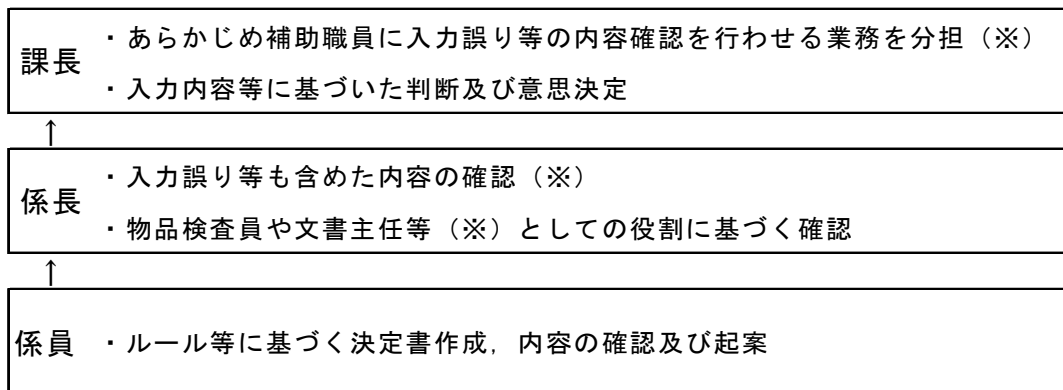 課長
・あらかじめ補助職員に入力誤り等の内容確認を行わせる業務を分担（※）
・入力内容等に基づいた判断及び意思決定
↑
係長
・入力誤り等も含めた内容の確認（※）
・物品検査員や文書主任等（※）としての役割に基づく確認
↑
係員
・ルール等に基づく決定書作成，内容の確認及び起案